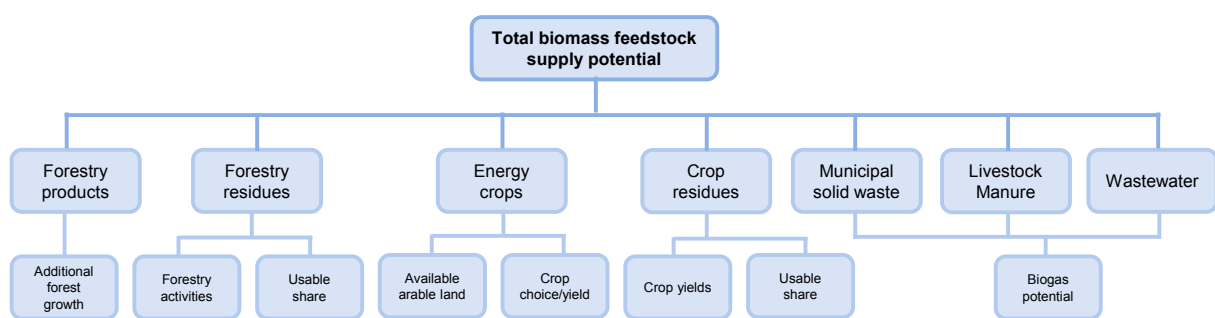 Total biomass feedstock
supply potential
Forestry
products
Forestry
residues
Energy
crops
Crop
residues
Municipal
solid waste
Livestock
Manure
Wastewater
Additional
forest
growth
Forestry
activities
Usable
share
Available
arable land
Crop
choice/yield
Crop yields
Usable
share
Biogas
potential